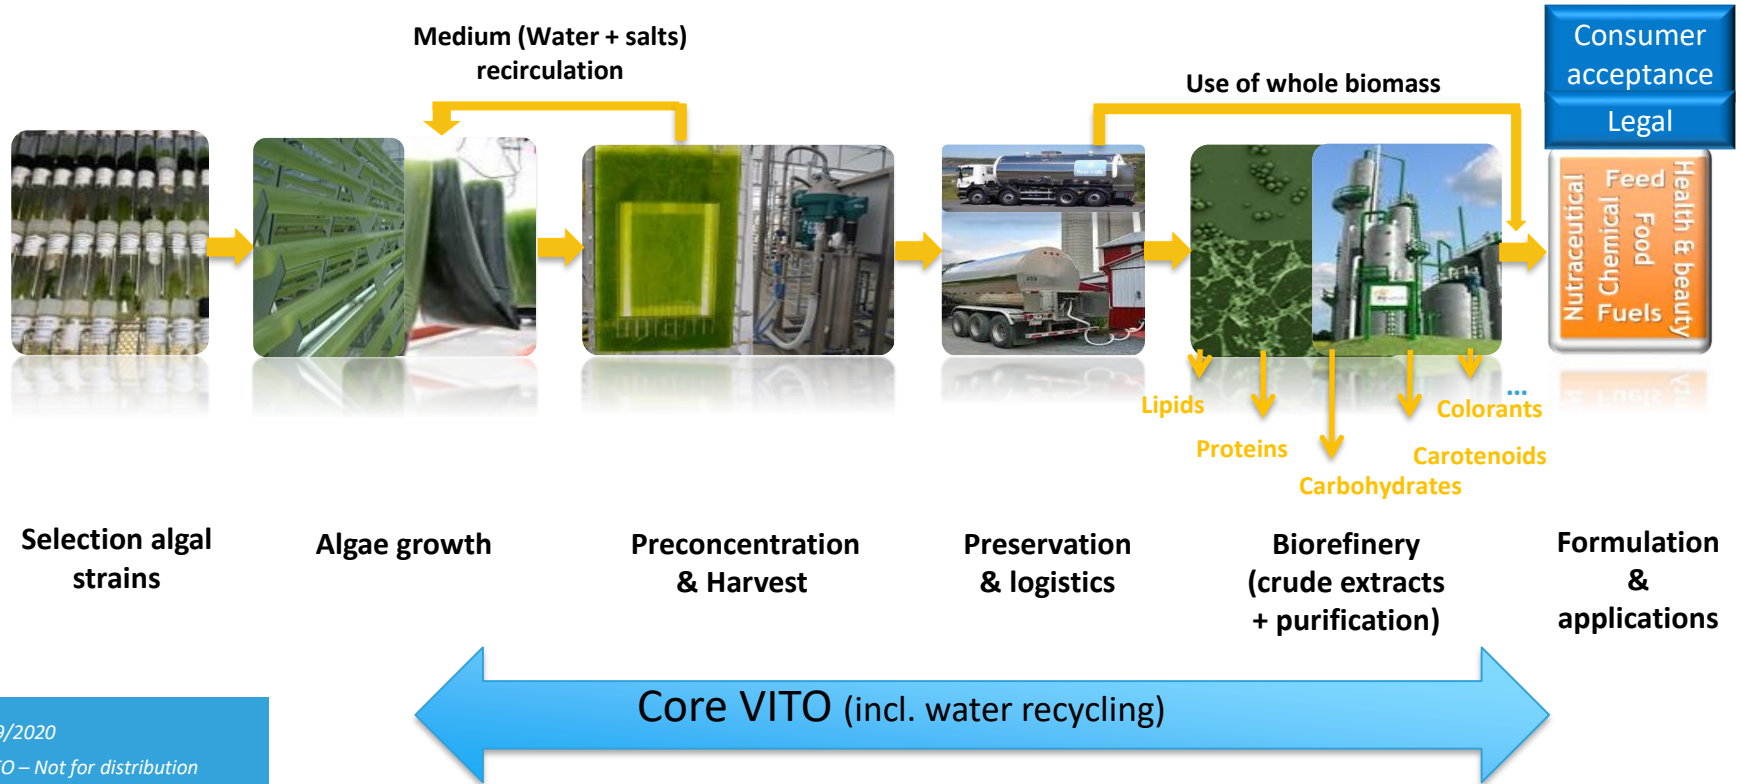 Medium (Water + salts)
recirculation
Use of whole biomass
Consumer
acceptance
Legal
Nutraceutical
Chemical
Feed
Food
Fuels
Health & beauty
Lipids
Proteins
Carbohydrates
Carotenoids
Colorants
...
Selection algal
strains
Algae growth
Preconcentration
& Harvest
Preservation
& logistics
Biorefinery
(crude extracts
+ purification)
Formulation
&
applications
Core VITO (incl. water recycling)
9/2020
TO – Not for distribution